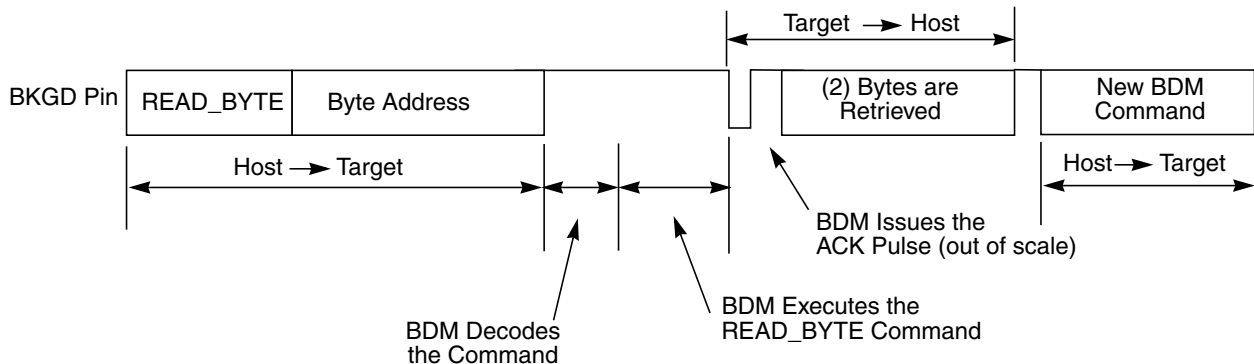 Target → Host
BKGD Pin
READ_BYTE
Byte Address
(2) Bytes are
Retrieved
New BDM
Command
Host → Target
Host → Target
BDM Issues the
ACK Pulse (out of scale)
BDM Decodes
the Command
BDM Executes the
READ_BYTE Command